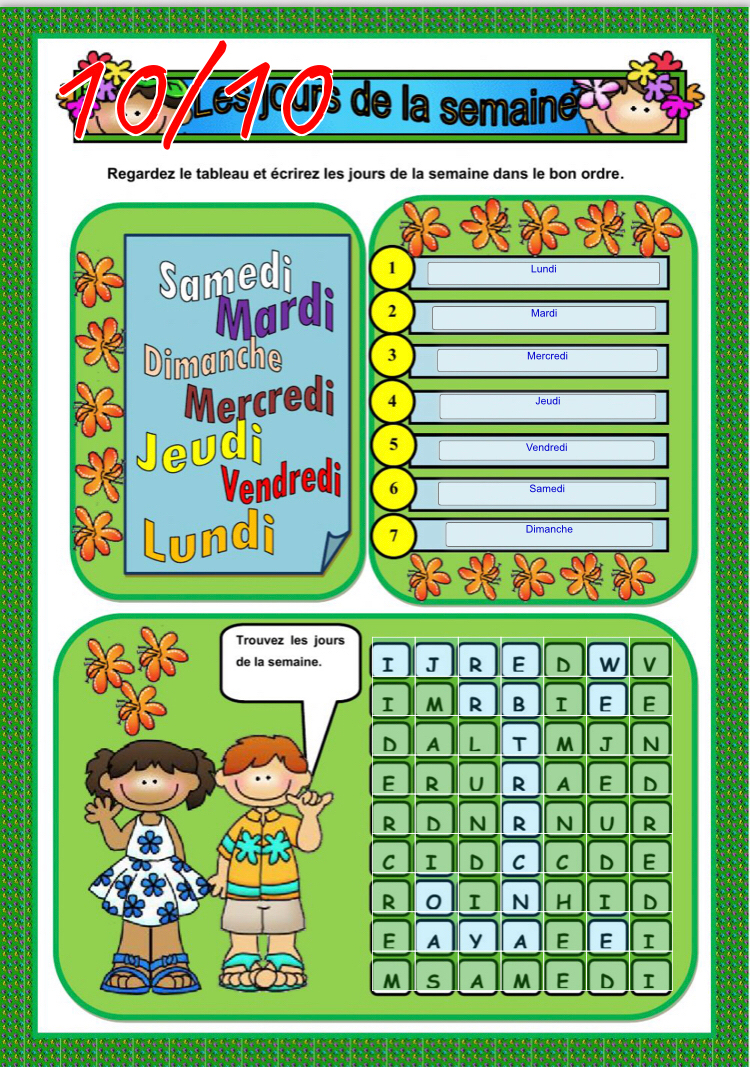 10/10
Les jours de la semaine
Regardez le tableau et écrirez les jours de la semaine dans le bon ordre.
Samedi
Mardi
Dimanche
Mercredi
Jeudi
Vendredi
Lundi
1 Lundi
2 Mardi
3 Mercredi
4 Jeudi
5 Vendredi
6 Samedi
7 Dimanche
Trouvez les jours
de la semaine.
I J R E D W V
I M R B I E E
D A L T M J N
E R U R A E D
R D N R N U R
C I D C C D E
R O I N H I D
E A Y A E E I
M S A M E D I